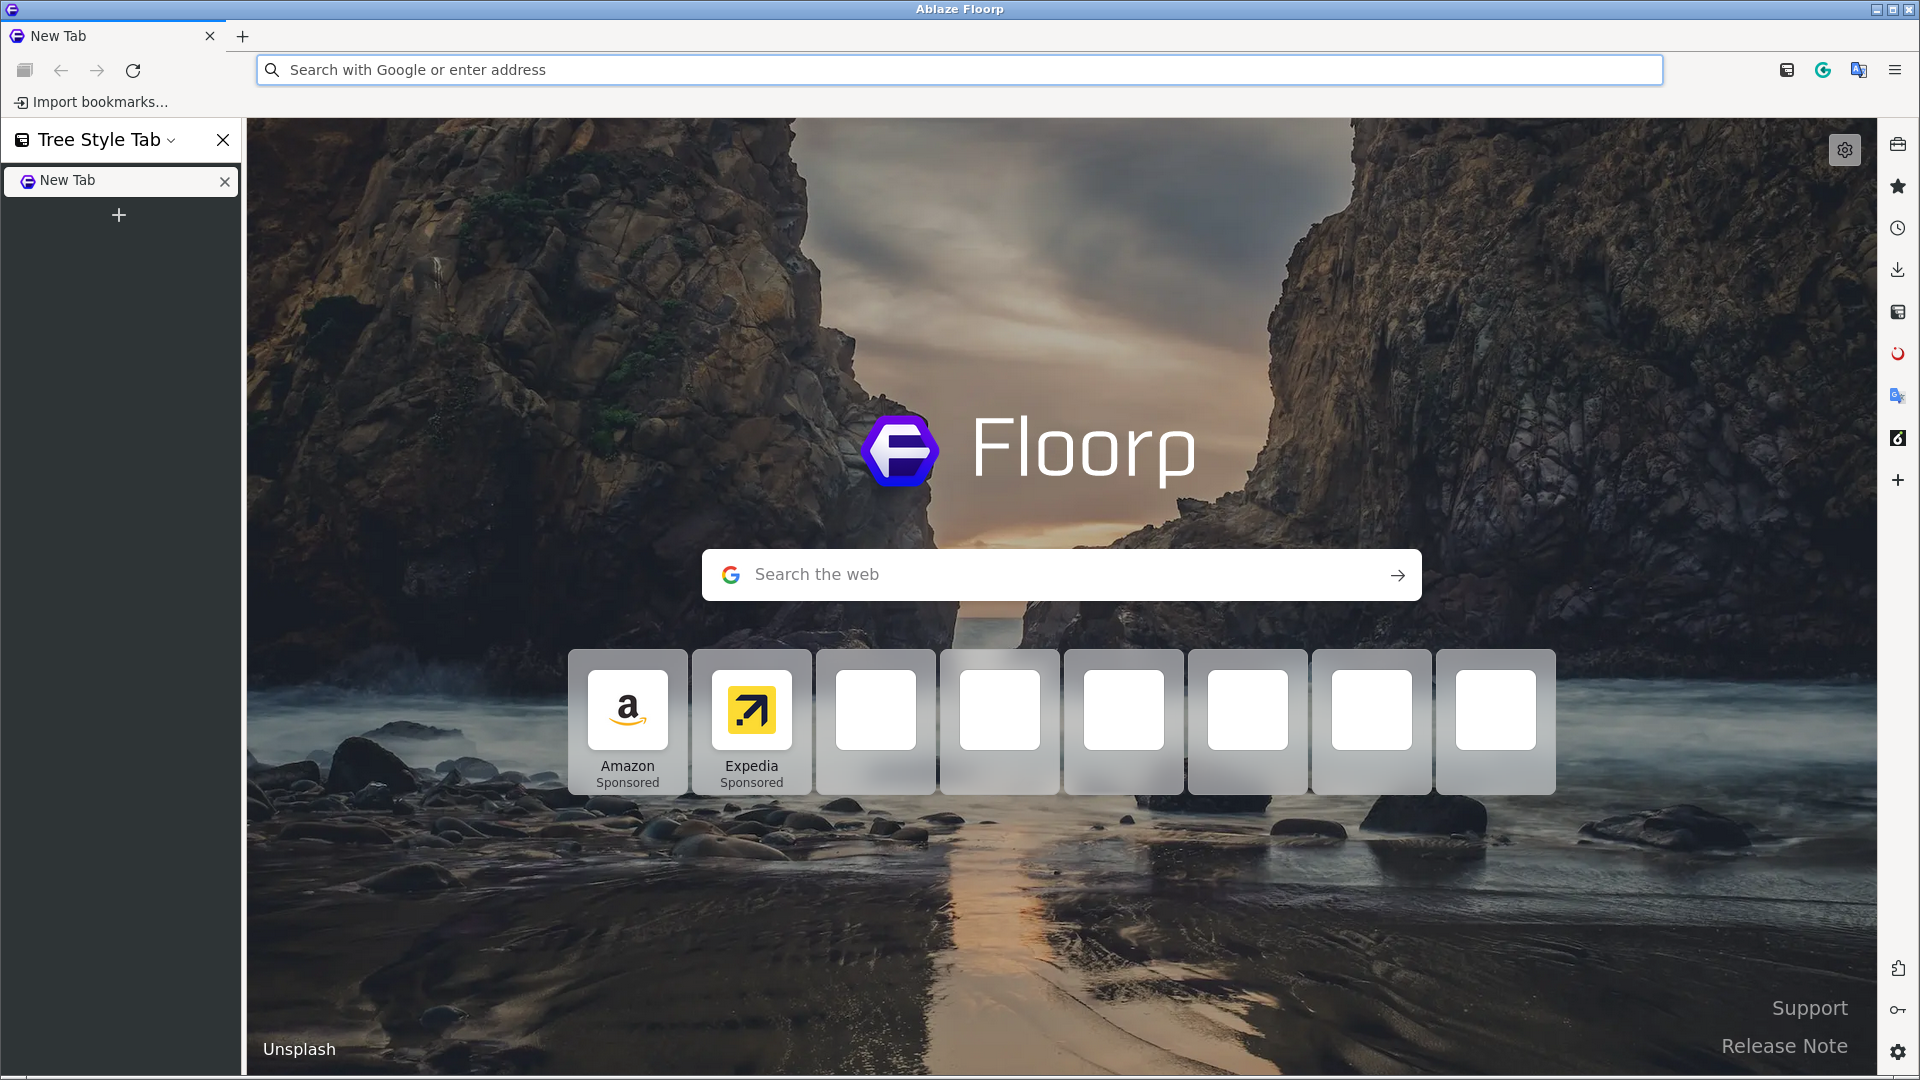 Ablaze Floorp
New Tab
Search with Google or enter address
Import bookmarks...
Tree Style Tab
New Tab
Floorp
Search the web
Amazon
Sponsored
Expedia
Sponsored
Support
Release Note
Unsplash